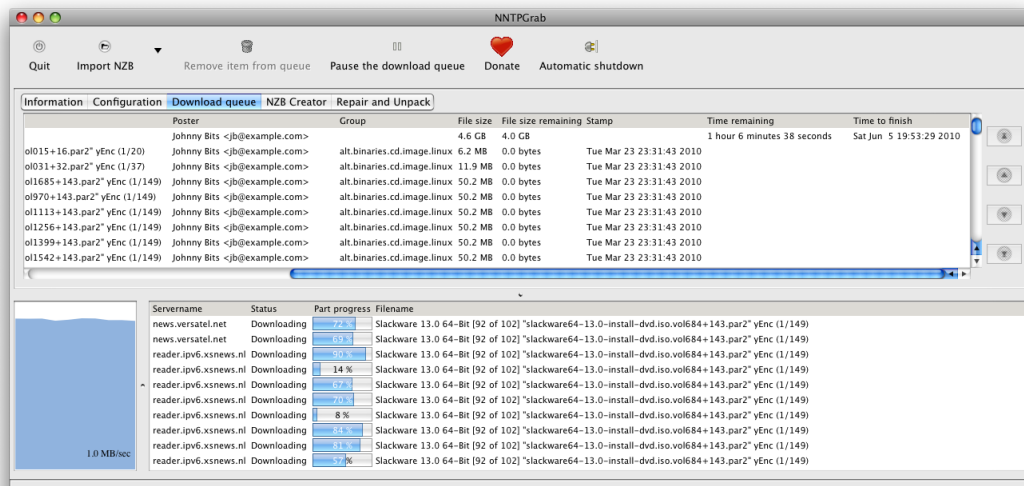 NNTPGrab
Quit Import NZB Remove item from queue Pause the download queue Donate Automatic shutdown
Information Configuration Download queue NZB Creator Repair and Unpack
Poster Group File size File size remaining Stamp Time remaining Time to finish
Johnny Bits <jb@example.com> 4.6 GB 4.0 GB 1 hour 6 minutes 38 seconds Sat Jun 5 19:53:29 2010
ol015+16.par2" yEnc (1/20) Johnny Bits <jb@example.com> alt.binaries.cd.image.linux 6.2 MB 0.0 bytes Tue Mar 23 23:31:43 2010
ol031+32.par2" yEnc (1/37) Johnny Bits <jb@example.com> alt.binaries.cd.image.linux 11.9 MB 0.0 bytes Tue Mar 23 23:31:43 2010
ol1685+143.par2" yEnc (1/149) Johnny Bits <jb@example.com> alt.binaries.cd.image.linux 50.2 MB 0.0 bytes Tue Mar 23 23:31:43 2010
ol970+143.par2" yEnc (1/149) Johnny Bits <jb@example.com> alt.binaries.cd.image.linux 50.2 MB 0.0 bytes Tue Mar 23 23:31:43 2010
ol1113+143.par2" yEnc (1/149) Johnny Bits <jb@example.com> alt.binaries.cd.image.linux 50.2 MB 0.0 bytes Tue Mar 23 23:31:43 2010
ol1256+143.par2" yEnc (1/149) Johnny Bits <jb@example.com> alt.binaries.cd.image.linux 50.2 MB 0.0 bytes Tue Mar 23 23:31:43 2010
ol1399+143.par2" yEnc (1/149) Johnny Bits <jb@example.com> alt.binaries.cd.image.linux 50.2 MB 0.0 bytes Tue Mar 23 23:31:43 2010
ol1542+143.par2" yEnc (1/149) Johnny Bits <jb@example.com> alt.binaries.cd.image.linux 50.2 MB 0.0 bytes Tue Mar 23 23:31:43 2010
Servername Status Part progress Filename
news.versatel.net Downloading 72 % Slackware 13.0 64-Bit [92 of 102] "slackware64-13.0-install-dvd.iso.vol684+143.par2" yEnc (1/149)
news.versatel.net Downloading 69 % Slackware 13.0 64-Bit [92 of 102] "slackware64-13.0-install-dvd.iso.vol684+143.par2" yEnc (1/149)
reader.ipv6.xsnews.nl Downloading 90 % Slackware 13.0 64-Bit [92 of 102] "slackware64-13.0-install-dvd.iso.vol684+143.par2" yEnc (1/149)
reader.ipv6.xsnews.nl Downloading 14 % Slackware 13.0 64-Bit [92 of 102] "slackware64-13.0-install-dvd.iso.vol684+143.par2" yEnc (1/149)
reader.ipv6.xsnews.nl Downloading 67 % Slackware 13.0 64-Bit [92 of 102] "slackware64-13.0-install-dvd.iso.vol684+143.par2" yEnc (1/149)
reader.ipv6.xsnews.nl Downloading 70 % Slackware 13.0 64-Bit [92 of 102] "slackware64-13.0-install-dvd.iso.vol684+143.par2" yEnc (1/149)
reader.ipv6.xsnews.nl Downloading 8 % Slackware 13.0 64-Bit [92 of 102] "slackware64-13.0-install-dvd.iso.vol684+143.par2" yEnc (1/149)
reader.ipv6.xsnews.nl Downloading 84 % Slackware 13.0 64-Bit [92 of 102] "slackware64-13.0-install-dvd.iso.vol684+143.par2" yEnc (1/149)
reader.ipv6.xsnews.nl Downloading 81 % Slackware 13.0 64-Bit [92 of 102] "slackware64-13.0-install-dvd.iso.vol684+143.par2" yEnc (1/149)
reader.ipv6.xsnews.nl Downloading 57 % Slackware 13.0 64-Bit [92 of 102] "slackware64-13.0-install-dvd.iso.vol684+143.par2" yEnc (1/149)
1.0 MB/sec